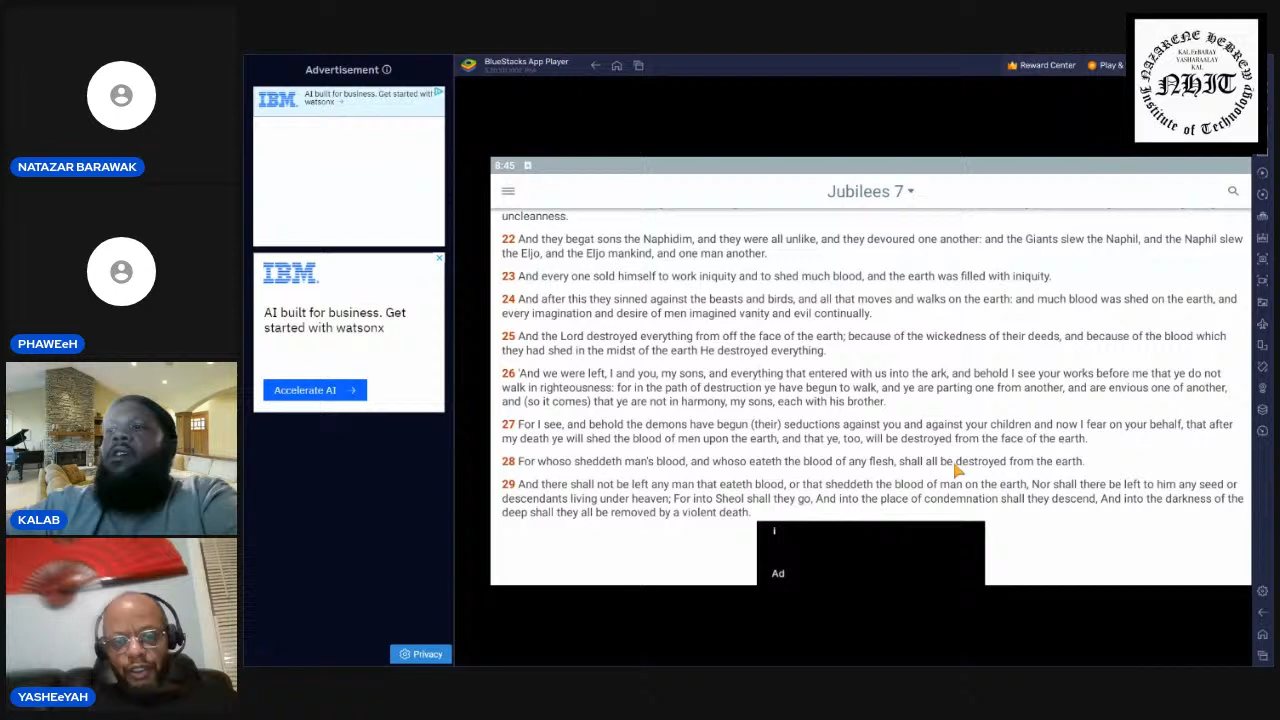 NATAZAR BARAWAK
PHAWEeH
KALAB
YASHEeYAH
Advertisement
IBM.
AI built for business. Get started with
watsonx →
IBM.
AI built for business. Get
started with watsonx
Accelerate AI →
Privacy
BlueStacks App Player
Reward Center
Play &
NAZARENE HEBREW
Institute of Technology
KAL EeBARAY
YASHARAALAY
KAL
NHIT
8:45
Jubilees 7
uncleanness.
22 And they begat sons the Naphidim, and they were all unlike, and they devoured one another: and the Giants slew the Naphil, and the Naphil slew
the Eljo, and the Eljo mankind, and one man another.
23 And every one sold himself to work iniquity and to shed much blood, and the earth was filled with iniquity.
24 And after this they sinned against the beasts and birds, and all that moves and walks on the earth: and much blood was shed on the earth, and
every imagination and desire of men imagined vanity and evil continually.
25 And the Lord destroyed everything from off the face of the earth; because of the wickedness of their deeds, and because of the blood which
they had shed in the midst of the earth He destroyed everything.
26 'And we were left, I and you, my sons, and everything that entered with us into the ark, and behold I see your works before me that ye do not
walk in righteousness: for in the path of destruction ye have begun to walk, and ye are parting one from another, and are envious one of another,
and (so it comes) that ye are not in harmony, my sons, each with his brother.
27 For I see, and behold the demons have begun (their) seductions against you and against your children and now I fear on your behalf, that after
my death ye will shed the blood of men upon the earth, and that ye, too, will be destroyed from the face of the earth.
28 For whoso sheddeth man's blood, and whoso eateth the blood of any flesh, shall all be destroyed from the earth.
29 And there shall not be left any man that eateth blood, or that sheddeth the blood of man on the earth, Nor shall there be left to him any seed or
descendants living under heaven; For into Sheol shall they go, And into the place of condemnation shall they descend, And into the darkness of the
deep shall they all be removed by a violent death.
i
Ad